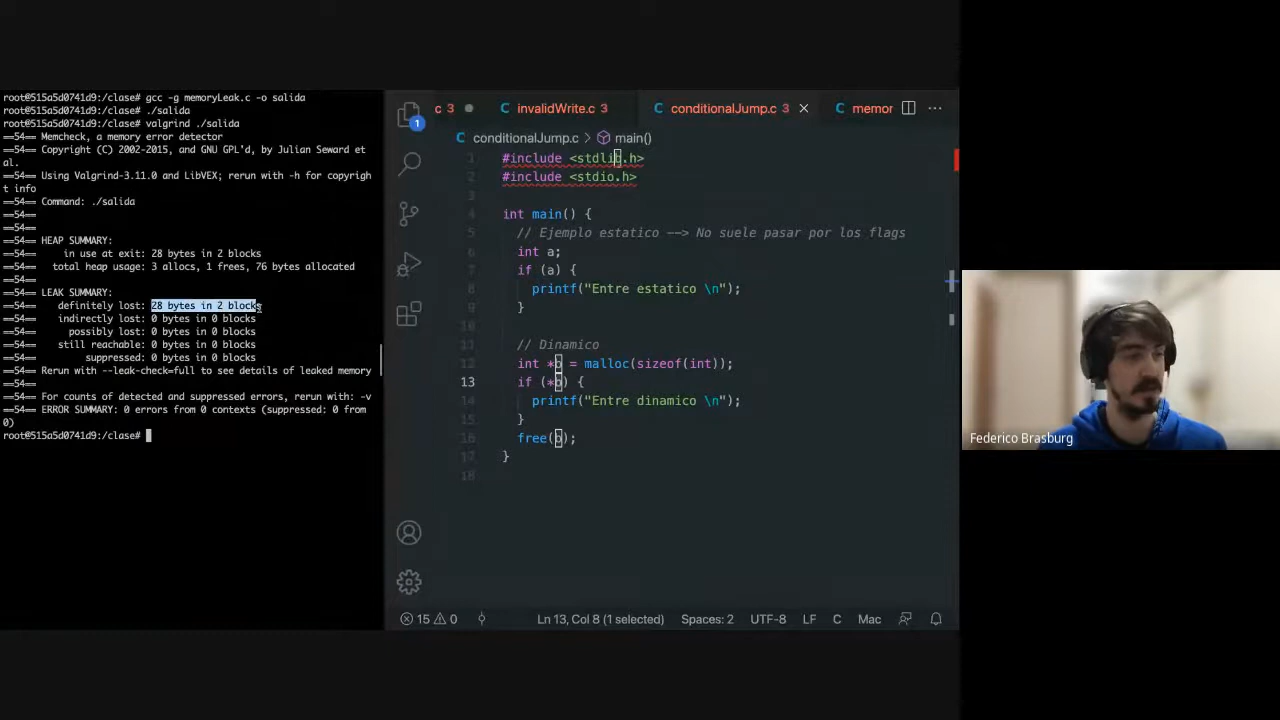 root@515a5d0741d9:/clase# gcc -g memoryLeak.c -o salida
root@515a5d0741d9:/clase# ./salida
root@515a5d0741d9:/clase# valgrind ./salida
==54== Memcheck, a memory error detector
==54== Copyright (C) 2002-2015, and GNU GPL'd, by Julian Seward et
al.
==54== Using Valgrind-3.11.0 and LibVEX; rerun with -h for copyrigh
t info
==54== Command: ./salida
==54==
==54==
==54== HEAP SUMMARY:
==54== in use at exit: 28 bytes in 2 blocks
==54== total heap usage: 3 allocs, 1 frees, 76 bytes allocated
==54==
==54== LEAK SUMMARY:
==54== definitely lost: 28 bytes in 2 blocks
==54== indirectly lost: 0 bytes in 0 blocks
==54== possibly lost: 0 bytes in 0 blocks
==54== still reachable: 0 bytes in 0 blocks
==54== suppressed: 0 bytes in 0 blocks
==54== Rerun with --leak-check=full to see details of leaked memory
==54==
==54== For counts of detected and suppressed errors, rerun with: -v
==54== ERROR SUMMARY: 0 errors from 0 contexts (suppressed: 0 from
0)
root@515a5d0741d9:/clase#
c 3 invalidWrite.c 3 conditionalJump.c 3 memor
1
conditionalJump.c main()
1 #include <stdlib.h>
2 #include <stdio.h>
3
4 int main() {
5 // Ejemplo estatico --> No suele pasar por los flags
6 int a;
7 if (a) {
8 printf("Entre estatico \n");
9 }
10
11 // Dinamico
12 int *b = malloc(sizeof(int));
13 if (*b) {
14 printf("Entre dinamico \n");
15 }
16 free(b);
17 }
18
15 0 Ln 13, Col 8 (1 selected) Spaces: 2 UTF-8 LF C Mac
Federico Brasburg